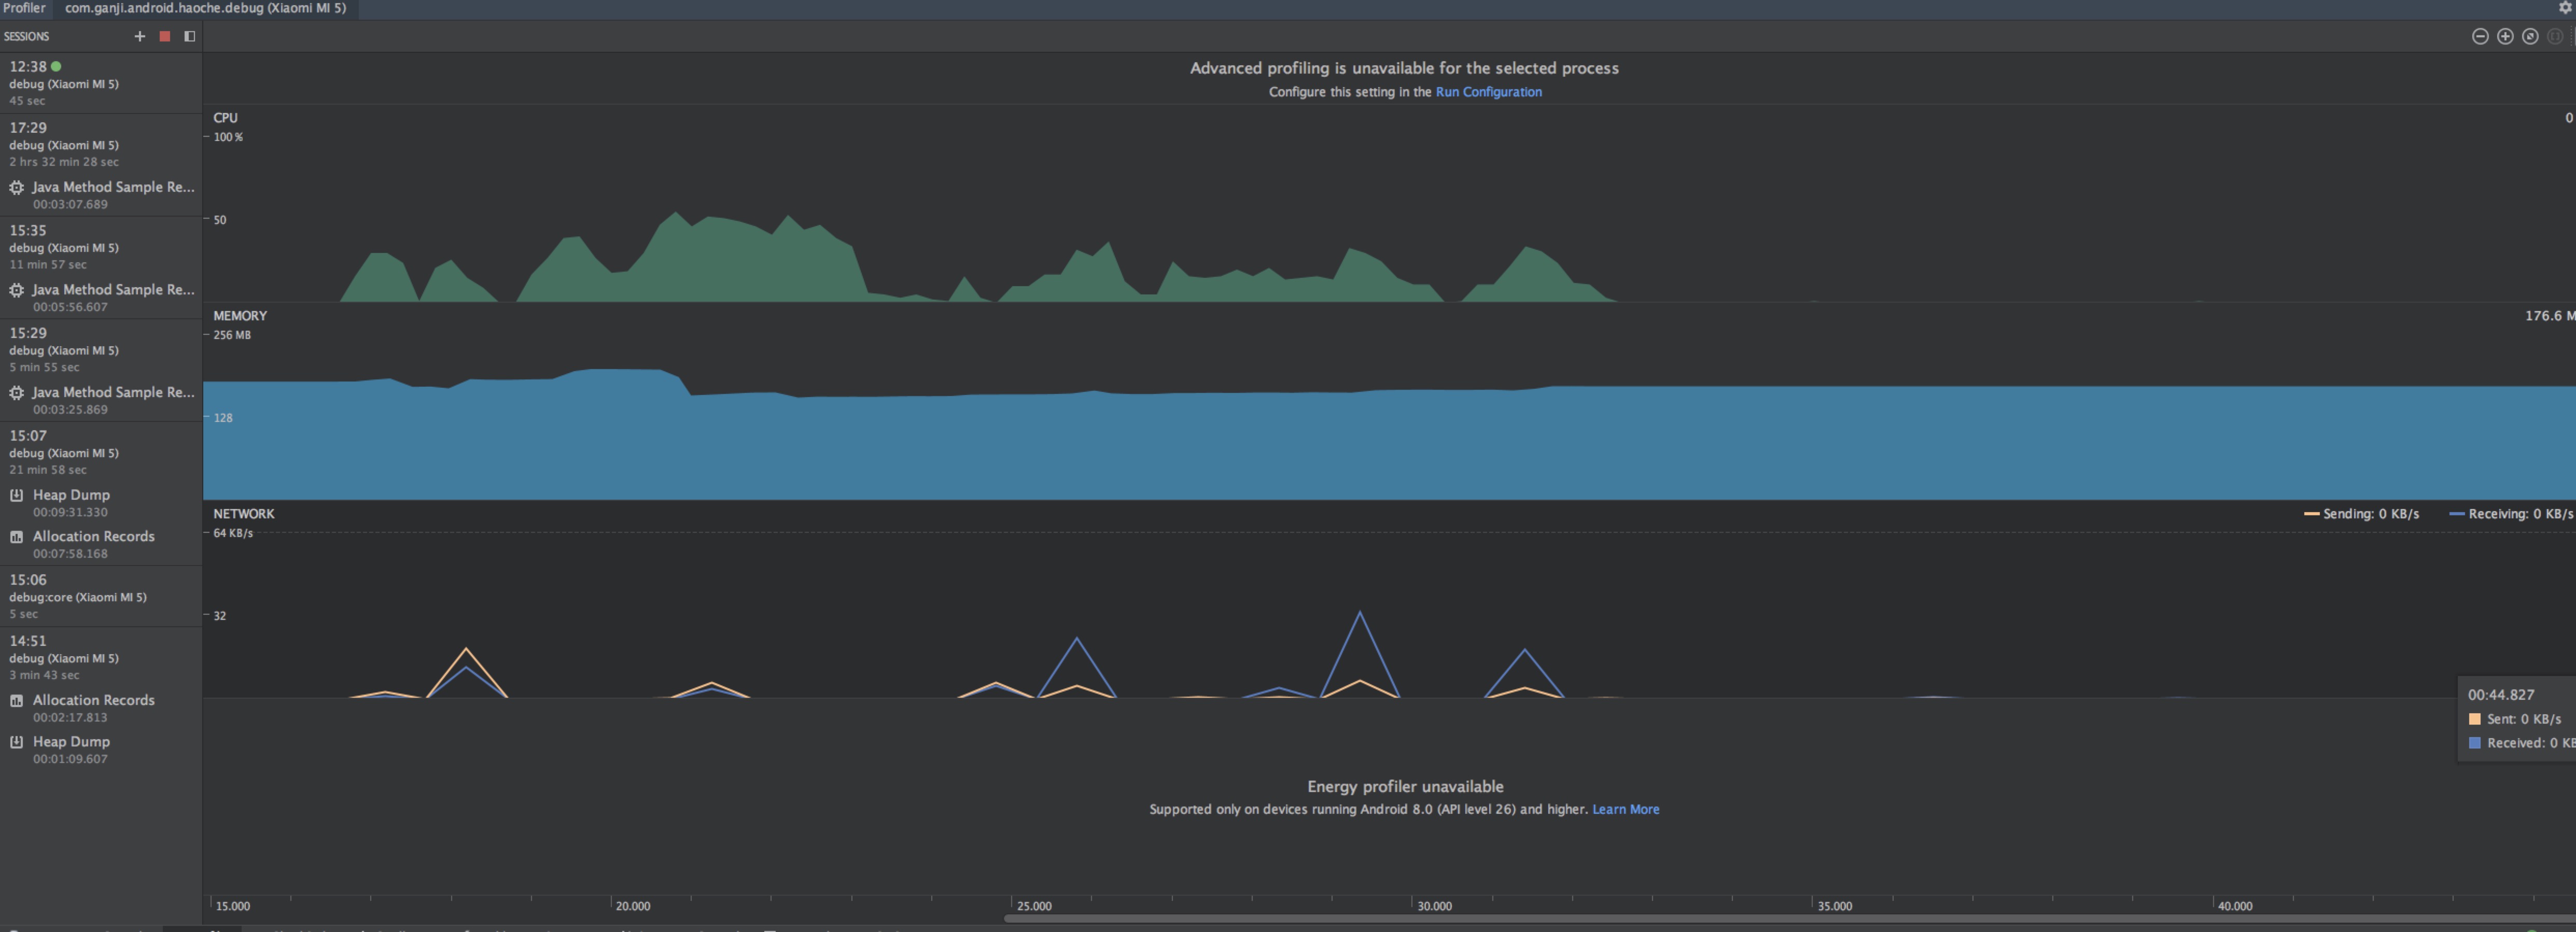 Profiler com.ganji.android.haoche.debug (Xiaomi MI 5)
SESSIONS
12:38
debug (Xiaomi MI 5)
45 sec
17:29
debug (Xiaomi MI 5)
2 hrs 32 min 28 sec
Java Method Sample Re...
00:03:07.689
15:35
debug (Xiaomi MI 5)
11 min 57 sec
Java Method Sample Re...
00:05:56.607
15:29
debug (Xiaomi MI 5)
5 min 55 sec
Java Method Sample Re...
00:03:25.869
15:07
debug (Xiaomi MI 5)
21 min 58 sec
Heap Dump
00:09:31.330
Allocation Records
00:07:58.168
15:06
debug:core (Xiaomi MI 5)
5 sec
14:51
debug (Xiaomi MI 5)
3 min 43 sec
Allocation Records
00:02:17.813
Heap Dump
00:01:09.607
Advanced profiling is unavailable for the selected process
Configure this setting in the Run Configuration
CPU 0
100 %
50
MEMORY 176.6 M
256 MB
128
NETWORK Sending: 0 KB/s Receiving: 0 KB/s
64 KB/s
32
00:44.827
Sent: 0 KB/s
Received: 0 KB
Energy profiler unavailable
Supported only on devices running Android 8.0 (API level 26) and higher. Learn More
15.000 20.000 25.000 30.000 35.000 40.000